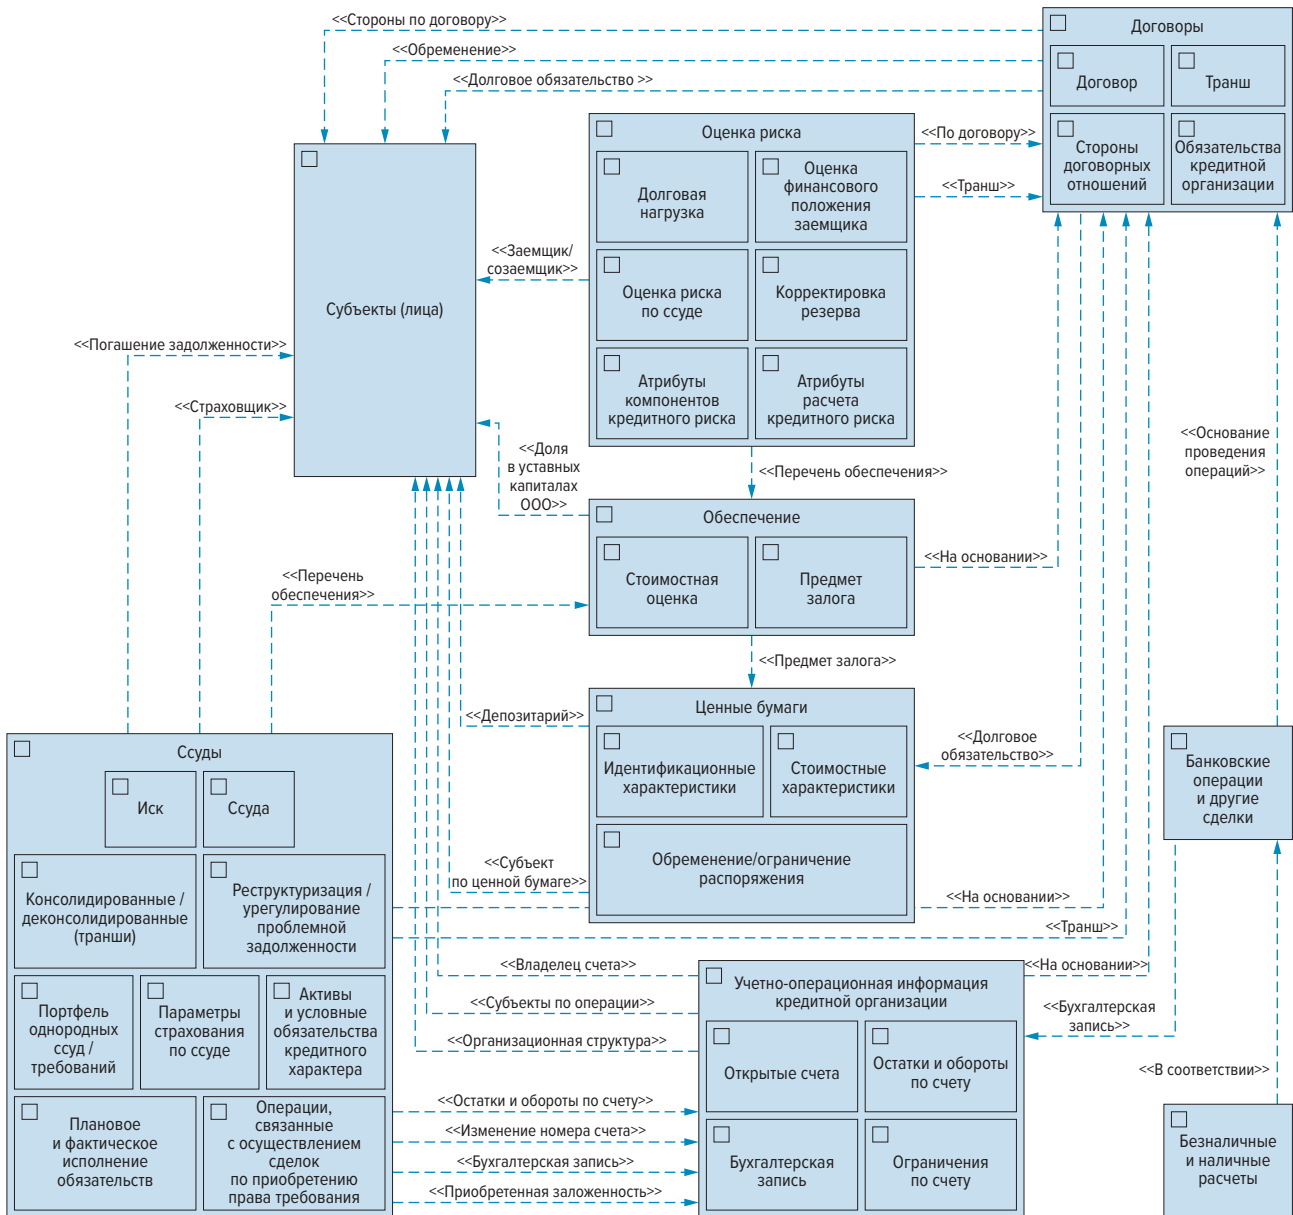 <<Стороны по договору>>
<<Обременение>>
<<Долговое обязательство >>
Договоры
Договор
Транш
Стороны
договорных
отношений
Обязательства
кредитной
организации
Оценка риска
Долговая
нагрузка
Оценка
финансового
положения
заемщика
Оценка риска
по ссуде
Корректировка
резерва
Атрибуты
компонентов
кредитного риска
Атрибуты
расчета
кредитного риска
<<По договору>>
<<Транш>>
<<Заемщик/
созаемщик>>
Субъекты (лица)
<<Погашение задолженности>>
<<Страховщик>>
<<Доля
в уставных
капиталах
ООО>>
<<Перечень обеспечения>>
<<Основание
проведения
операций>>
Обеспечение
Стоимостная
оценка
Предмет
залога
<<На основании>>
<<Перечень
обеспечения>>
<<Предмет залога>>
Ценные бумаги
Идентификационные
характеристики
Стоимостные
характеристики
Обременение/ограничение
распоряжения
<<Депозитарий>>
<<Долговое
обязательство>>
<<Субъект
по ценной бумаге>>
Банковские
операции
и другие
сделки
Ссуды
Иск
Ссуда
Консолидированные /
деконсолидированные
(транши)
Реструктуризация /
урегулирование
проблемной
задолженности
Портфель
однородных
ссуд /
требований
Параметры
страхования
по ссуде
Активы
и условные
обязательства
кредитного
характера
Плановое
и фактическое
исполнение
обязательств
Операции,
связанные
с осуществлением
сделок
по приобретению
права требования
<<На основании>>
<<Транш>>
<<На основании>>
<<Владелец счета>>
<<Субъекты по операции>>
<<Организационная структура>>
Учетно-операционная информация
кредитной организации
Открытые счета
Остатки и обороты
по счету
Бухгалтерская
запись
Ограничения
по счету
<<Бухгалтерская
запись>>
<<В соответствии>>
<<Остатки и обороты по счету>>
<<Изменение номера счета>>
<<Бухгалтерская запись>>
<<Приобретенная заложенность>>
Безналичные
и наличные
расчеты